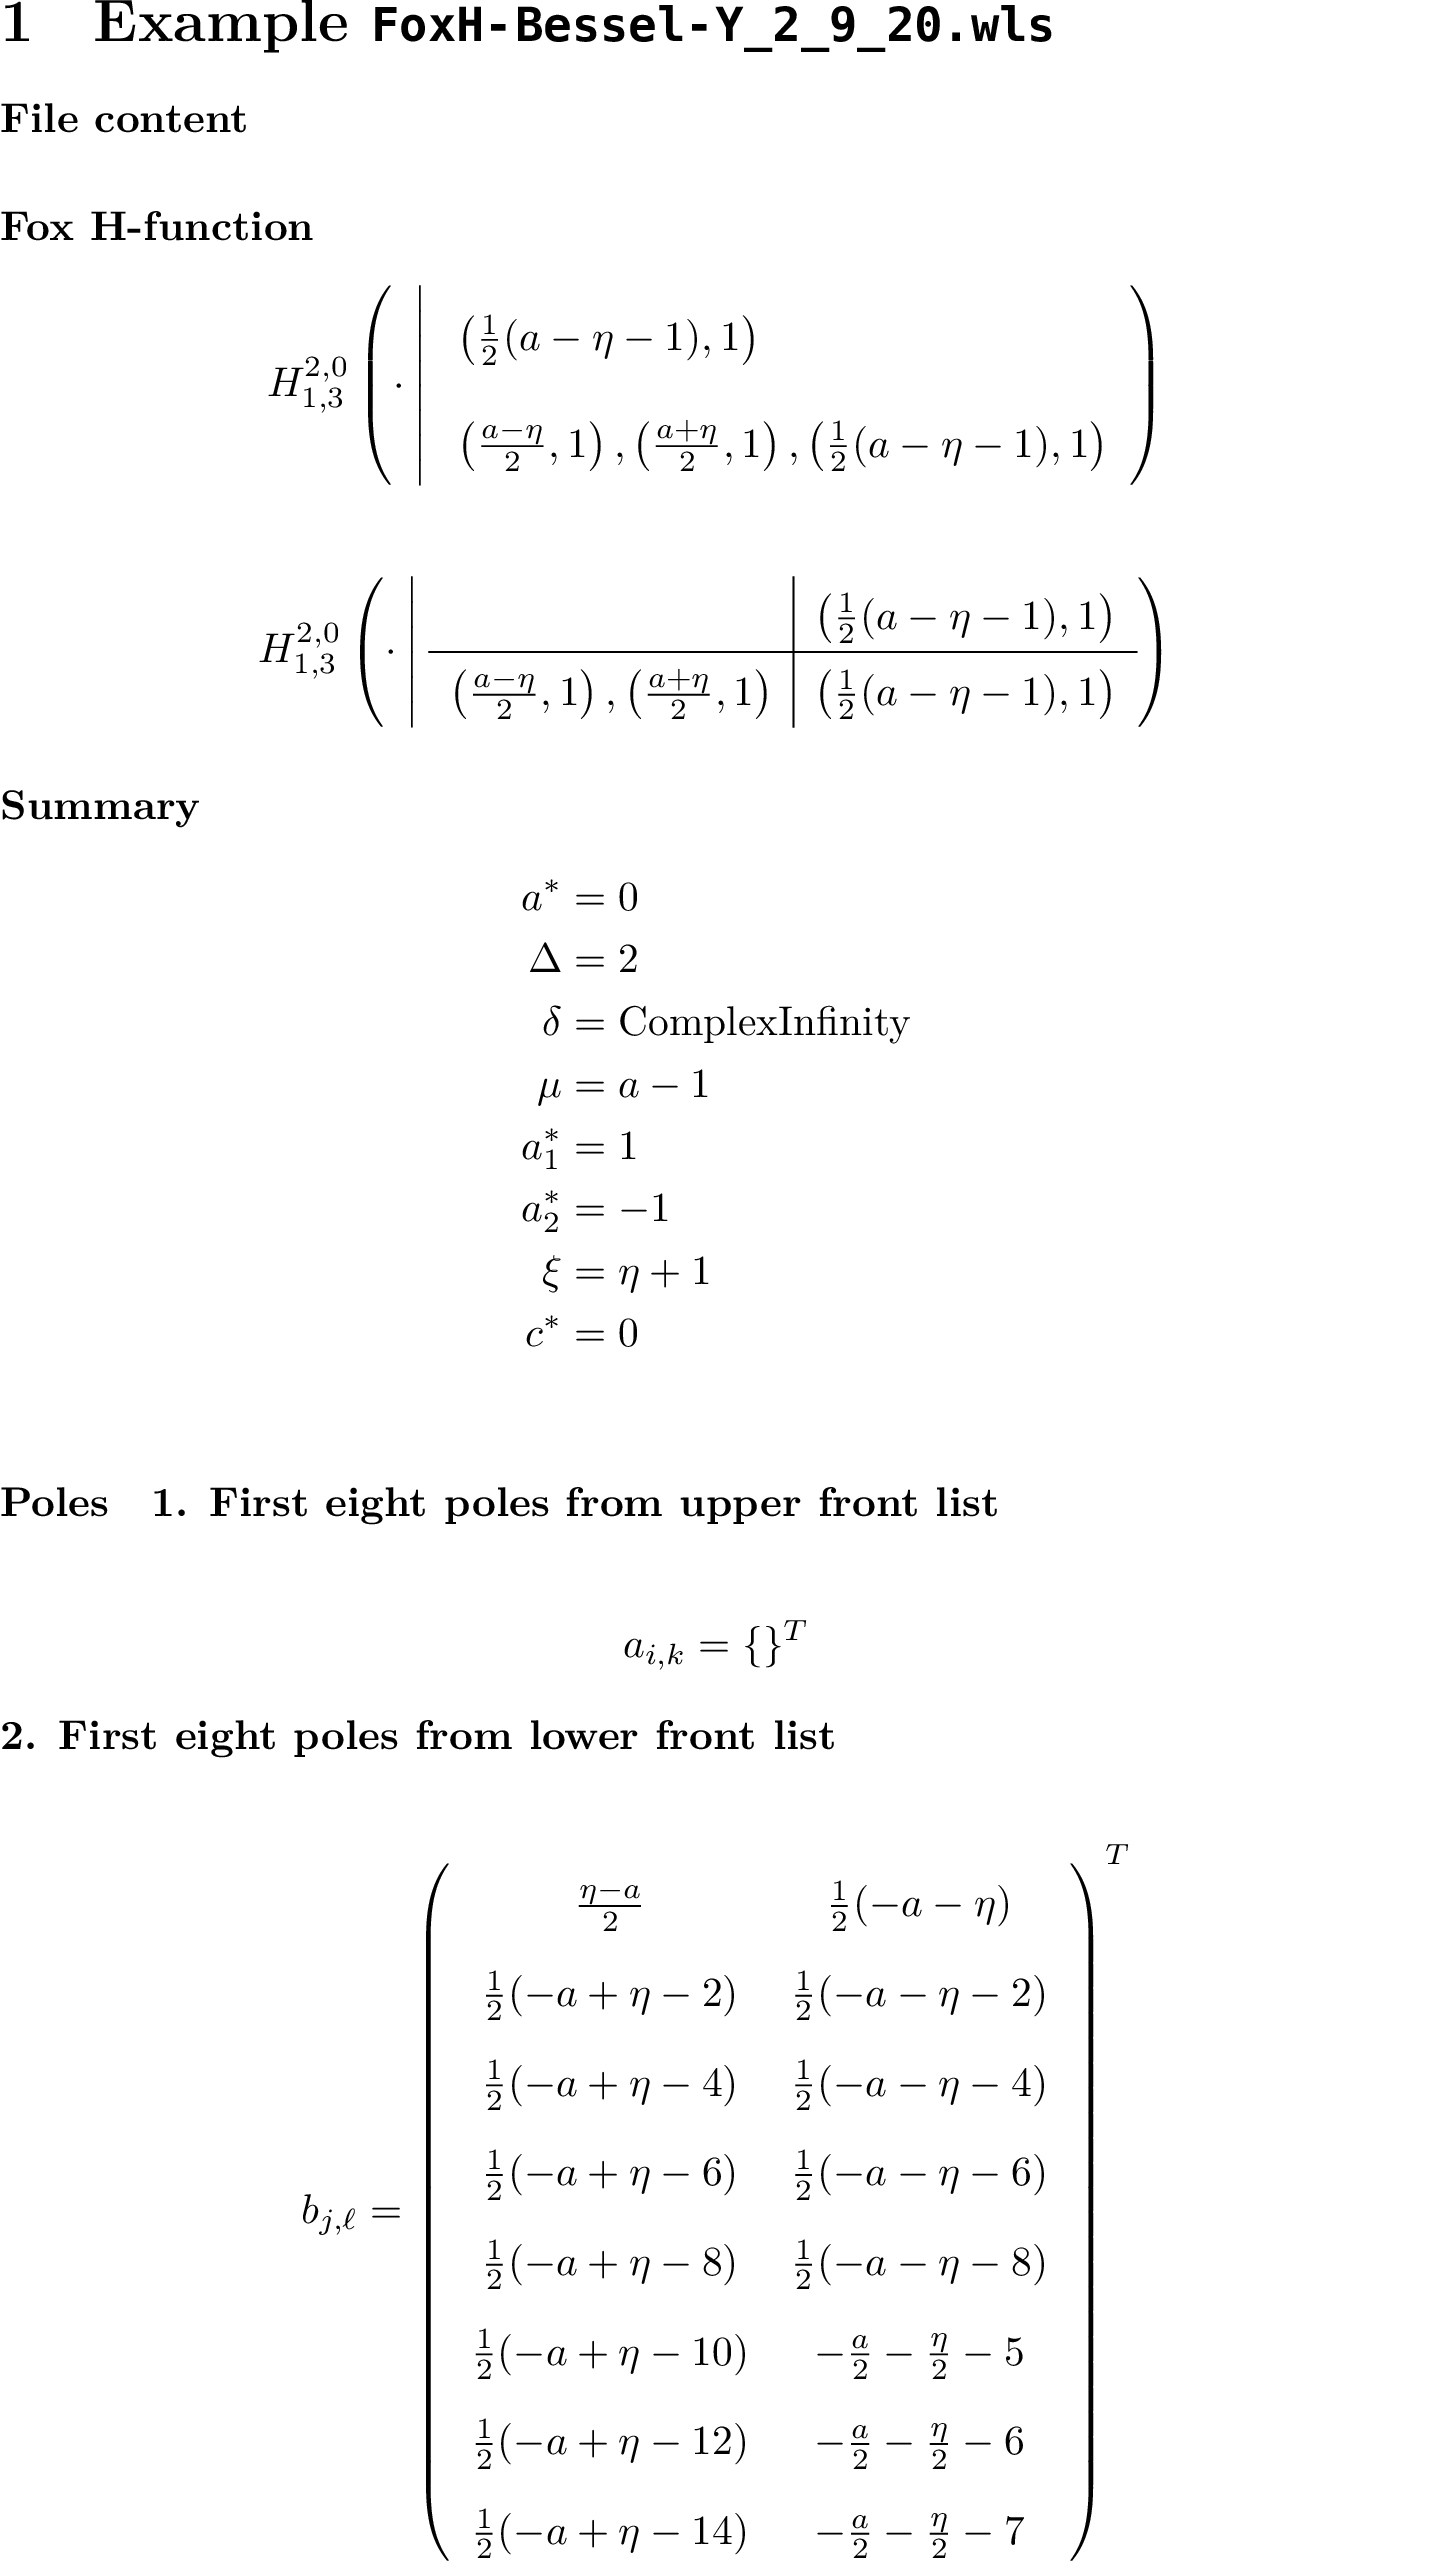 1 Example FoxH-Bessel-Y_2_9_20.wls
File content
Fox H-function
$H_{1,3}^{2,0}\left(\cdot\left|\begin{array}{l}\left(\frac{1}{2}(a-\eta-1),1\right)\\ \left(\frac{a-\eta}{2},1\right),\left(\frac{a+\eta}{2},1\right),\left(\frac{1}{2}(a-\eta-1),1\right)\end{array}\right.\right)$
$H_{1,3}^{2,0}\left(\cdot\left|\begin{array}{c|c} & \left(\frac{1}{2}(a-\eta-1),1\right)\\ \hline \left(\frac{a-\eta}{2},1\right),\left(\frac{a+\eta}{2},1\right) & \left(\frac{1}{2}(a-\eta-1),1\right)\end{array}\right.\right)$
Summary
$a^* = 0$
$\Delta = 2$
$\delta = \text{ComplexInfinity}$
$\mu = a - 1$
$a_1^* = 1$
$a_2^* = -1$
$\xi = \eta + 1$
$c^* = 0$
Poles 1. First eight poles from upper front list
$a_{i,k} = \{\}^T$
2. First eight poles from lower front list
$b_{j,\ell} = \left(\begin{array}{cc}\frac{\eta-a}{2} & \frac{1}{2}(-a-\eta)\\ \frac{1}{2}(-a+\eta-2) & \frac{1}{2}(-a-\eta-2)\\ \frac{1}{2}(-a+\eta-4) & \frac{1}{2}(-a-\eta-4)\\ \frac{1}{2}(-a+\eta-6) & \frac{1}{2}(-a-\eta-6)\\ \frac{1}{2}(-a+\eta-8) & \frac{1}{2}(-a-\eta-8)\\ \frac{1}{2}(-a+\eta-10) & -\frac{a}{2}-\frac{\eta}{2}-5\\ \frac{1}{2}(-a+\eta-12) & -\frac{a}{2}-\frac{\eta}{2}-6\\ \frac{1}{2}(-a+\eta-14) & -\frac{a}{2}-\frac{\eta}{2}-7\end{array}\right)^T$